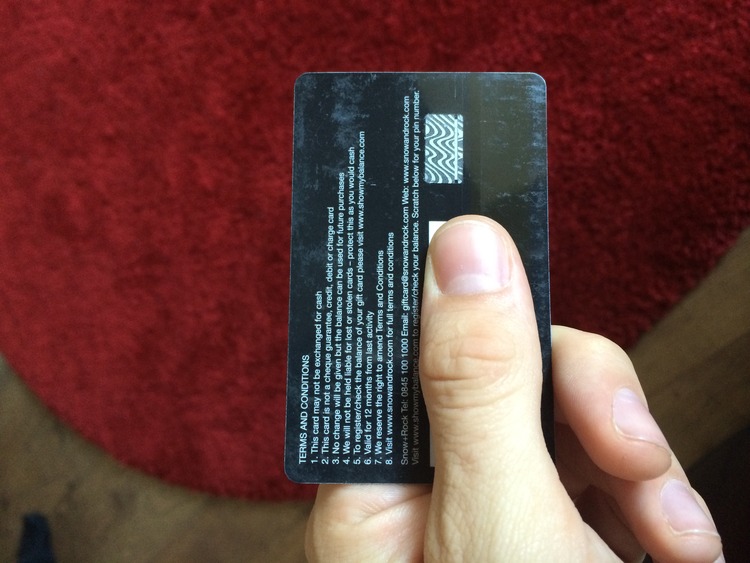 TERMS AND CONDITIONS
1. This card may not be exchanged for cash
2. This card is not a cheque guarantee, credit, debit or charge card
3. No change will be given but the balance can be used for future purchases
4. We will not be held liable for lost or stolen cards – protect this as you would cash
5. To register/check the balance of your gift card please visit www.showmybalance.com
6. Valid for 12 months from last activity
7. We reserve the right to amend Terms and Conditions
8. Visit www.snowandrock.com for full terms and conditions
Snow+Rock Tel: 0845 100 1000 Email: giftcard@snowandrock.com Web: www.snowandrock.com
Visit www.showmybalance.com to register/check your balance. Scratch below for your pin number.